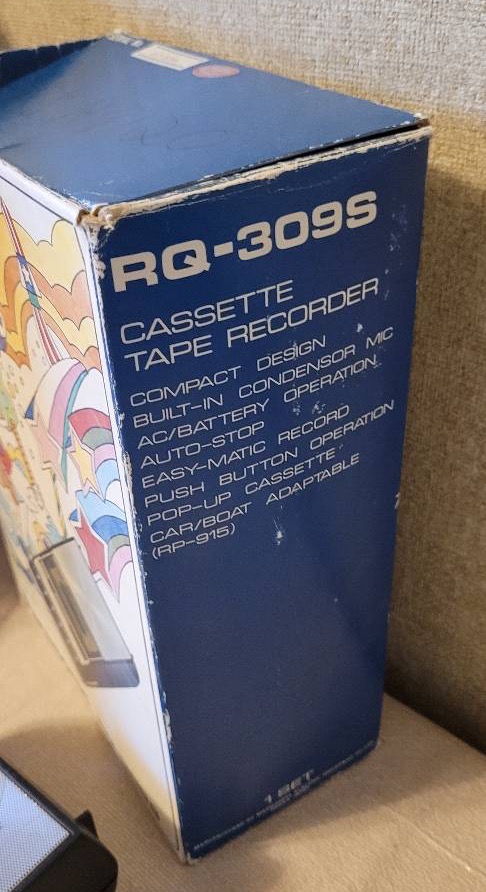 RQ-309S
CASSETTE
TAPE RECORDER
COMPACT DESIGN
BUILT-IN CONDENSOR MIC
AC/BATTERY OPERATION
AUTO-STOP
EASY-MATIC RECORD
PUSH BUTTON OPERATION
POP-UP CASSETTE
CAR/BOAT ADAPTABLE
(RP-915)
1 SET